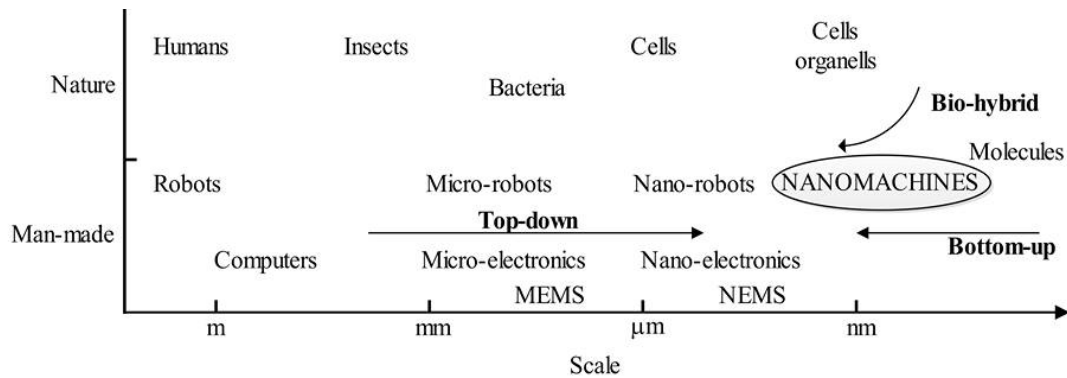 Humans
Insects
Cells
Cells
organells
Nature
Bacteria
Bio-hybrid
Molecules
Robots
Micro-robots
Nano-robots
NANOMACHINES
Man-made
Top-down
Bottom-up
Computers
Micro-electronics
Nano-electronics
MEMS
NEMS
m
mm
μm
nm
Scale